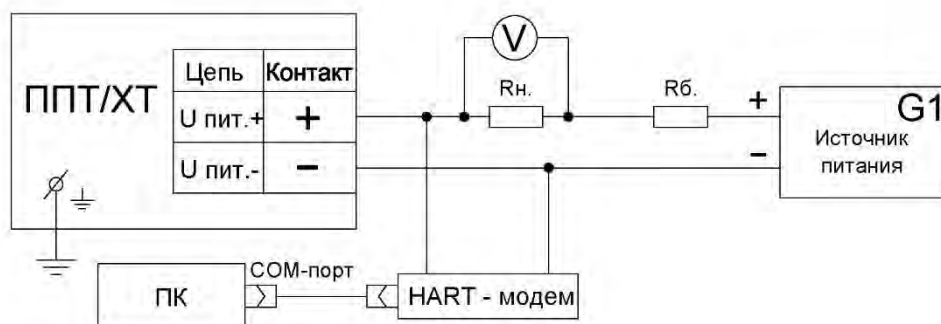 V
Цепь Контакт
Rн. Rб.
ППТ/ХТ
U пит.+ +
+ G1
Источник
питания
U пит.- −
−
COM-порт
ПК
HART - модем